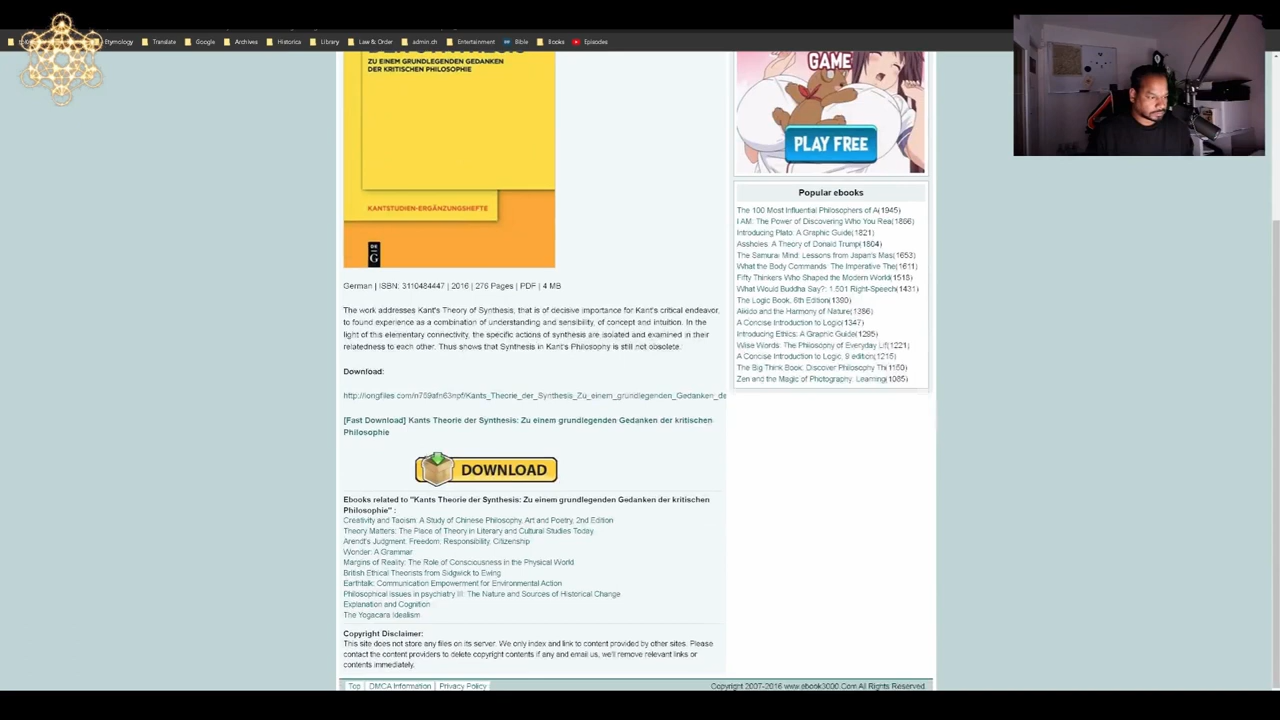 Etymology
Translate
Google
Archives
Historica
Library
Law & Order
admin.ch
Entertainment
Bible
Books
Episodes
ZU EINEM GRUNDLEGENDEN GEDANKEN
DER KRITISCHEN PHILOSOPHIE
KANTSTUDIEN-ERGÄNZUNGSHEFTE
DE
G
GAME
PLAY FREE
German | ISBN: 3110484447 | 2016 | 276 Pages | PDF | 4 MB
The work addresses Kant's Theory of Synthesis, that is of decisive importance for Kant's critical endeavor,
to found experience as a combination of understanding and sensibility, of concept and intuition. In the
light of this elementary connectivity, the specific actions of synthesis are isolated and examined in their
relatedness to each other. Thus shows that Synthesis in Kant's Philosophy is still not obsolete.
Download:
http://longfiles.com/n759afn63npf/Kants_Theorie_der_Synthesis_Zu_einem_grundlegenden_Gedanken_de
[Fast Download] Kants Theorie der Synthesis: Zu einem grundlegenden Gedanken der kritischen
Philosophie
DOWNLOAD
Ebooks related to "Kants Theorie der Synthesis: Zu einem grundlegenden Gedanken der kritischen
Philosophie" :
Creativity and Taoism: A Study of Chinese Philosophy, Art and Poetry, 2nd Edition
Theory Matters: The Place of Theory in Literary and Cultural Studies Today
Arendt's Judgment: Freedom, Responsibility, Citizenship
Wonder: A Grammar
Margins of Reality: The Role of Consciousness in the Physical World
British Ethical Theorists from Sidgwick to Ewing
Earthtalk: Communication Empowerment for Environmental Action
Philosophical issues in psychiatry III: The Nature and Sources of Historical Change
Explanation and Cognition
The Yogacara Idealism
Copyright Disclaimer:
This site does not store any files on its server. We only index and link to content provided by other sites. Please
contact the content providers to delete copyright contents if any and email us, we'll remove relevant links or
contents immediately.
Popular ebooks
The 100 Most Influential Philosophers of A(1945)
I AM: The Power of Discovering Who You Rea(1866)
Introducing Plato: A Graphic Guide(1821)
Assholes: A Theory of Donald Trump(1804)
The Samurai Mind: Lessons from Japan's Mas(1653)
What the Body Commands: The Imperative The(1611)
Fifty Thinkers Who Shaped the Modern World(1518)
What Would Buddha Say?: 1,501 Right-Speech(1431)
The Logic Book, 6th Edition(1390)
Aikido and the Harmony of Nature(1386)
A Concise Introduction to Logic(1347)
Introducing Ethics: A Graphic Guide(1295)
Wise Words: The Philosophy of Everyday Lif(1221)
A Concise Introduction to Logic, 9 edition(1215)
The Big Think Book: Discover Philosophy Th(1150)
Zen and the Magic of Photography: Learning(1085)
Top | DMCA Information | Privacy Policy
Copyright 2007-2016 www.ebook3000.Com All Rights Reserved.